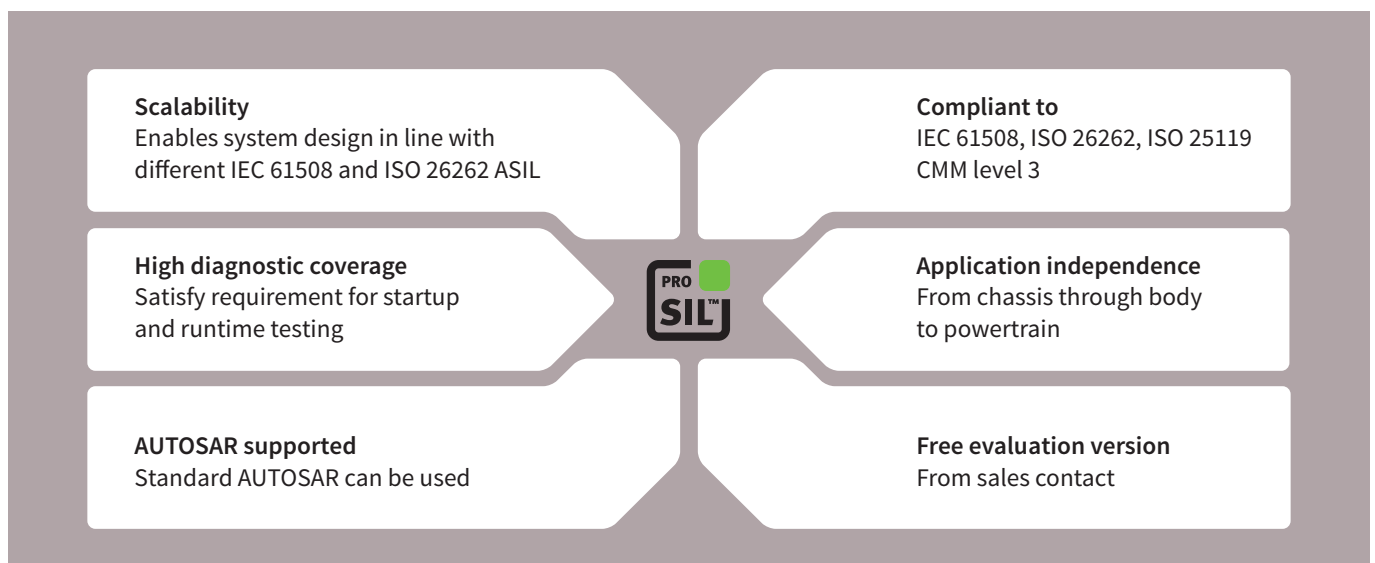 Scalability
Enables system design in line with
different IEC 61508 and ISO 26262 ASIL
Compliant to
IEC 61508, ISO 26262, ISO 25119
CMM level 3
High diagnostic coverage
Satisfy requirement for startup
and runtime testing
PRO
SIL™
Application independence
From chassis through body
to powertrain
AUTOSAR supported
Standard AUTOSAR can be used
Free evaluation version
From sales contact